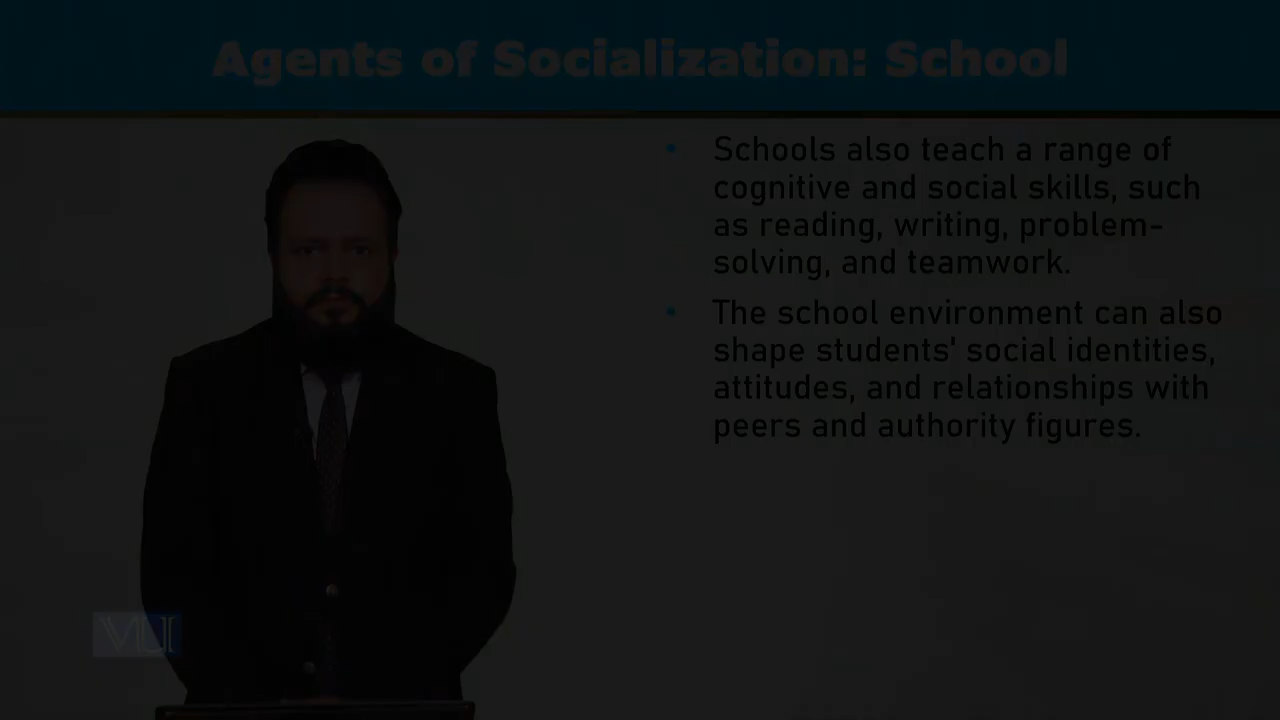 Agents of Socialization: School
• Schools also teach a range of
cognitive and social skills, such
as reading, writing, problem-
solving, and teamwork.
• The school environment can also
shape students' social identities,
attitudes, and relationships with
peers and authority figures.
VU